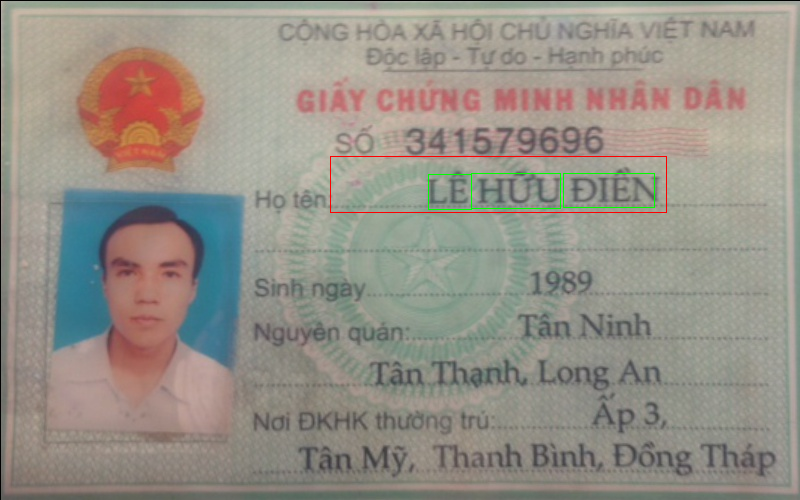 CỘNG HÒA XÃ HỘI CHỦ NGHĨA VIỆT NAM
Độc lập - Tự do - Hạnh phúc
GIẤY CHỨNG MINH NHÂN DÂN
SỐ 341579696
Họ tên LÊ HỮU ĐIỀN
Sinh ngày 1989
Nguyên quán: Tân Ninh
Tân Thạnh, Long An
Nơi ĐKHK thường trú: Ấp 3,
Tân Mỹ, Thanh Bình, Đồng Tháp